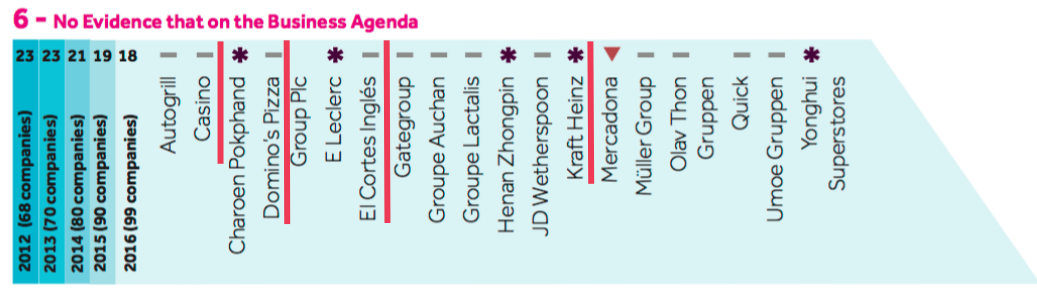 6 - No Evidence that on the Business Agenda
23 23 21 19 18
2012 (68 companies)
2013 (70 companies)
2014 (80 companies)
2015 (90 companies)
2016 (99 companies)
Autogrill
Casino
Charoen Pokphand
Domino's Pizza
Group Plc
E Leclerc
El Cortes Inglés
Gategroup
Groupe Auchan
Groupe Lactalis
Henan Zhongpin
JD Wetherspoon
Kraft Heinz
Mercadona
Müller Group
Olav Thon
Gruppen
Quick
Umoe Gruppen
Yonghui
Superstores